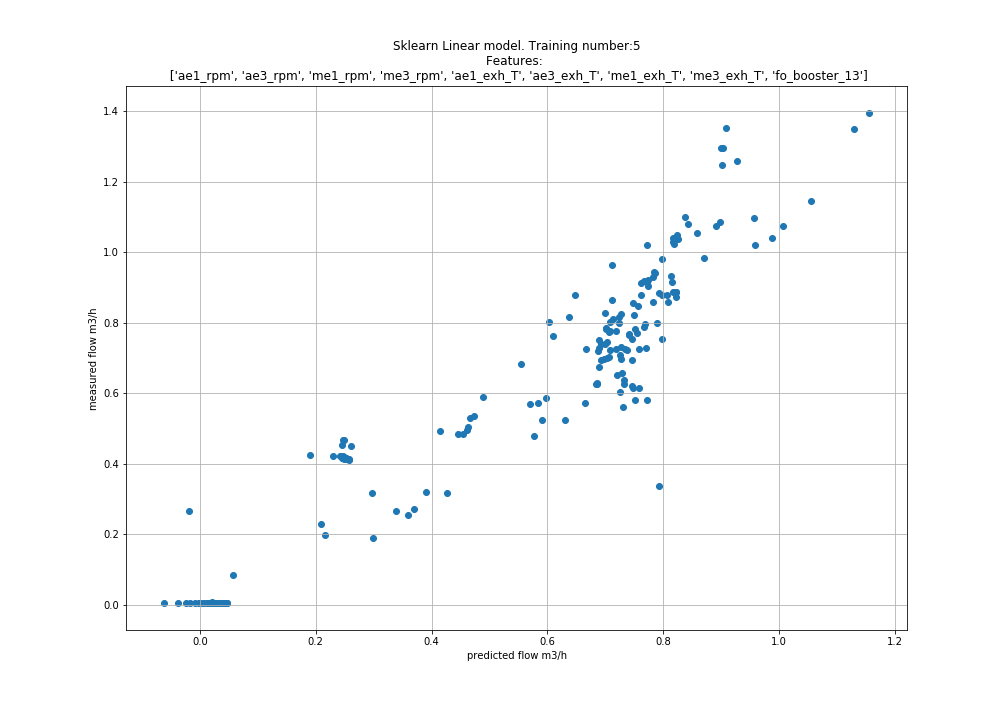 Sklearn Linear model. Training number:5
Features:
['ae1_rpm', 'ae3_rpm', 'me1_rpm', 'me3_rpm', 'ae1_exh_T', 'ae3_exh_T', 'me1_exh_T', 'me3_exh_T', 'fo_booster_13']
1.4
1.2
1.0
0.8
0.6
0.4
0.2
0.0
measured flow m3/h
0.0 0.2 0.4 0.6 0.8 1.0 1.2
predicted flow m3/h